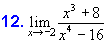 12. lim x→−2 (x³ + 8)/(x⁴ − 16)